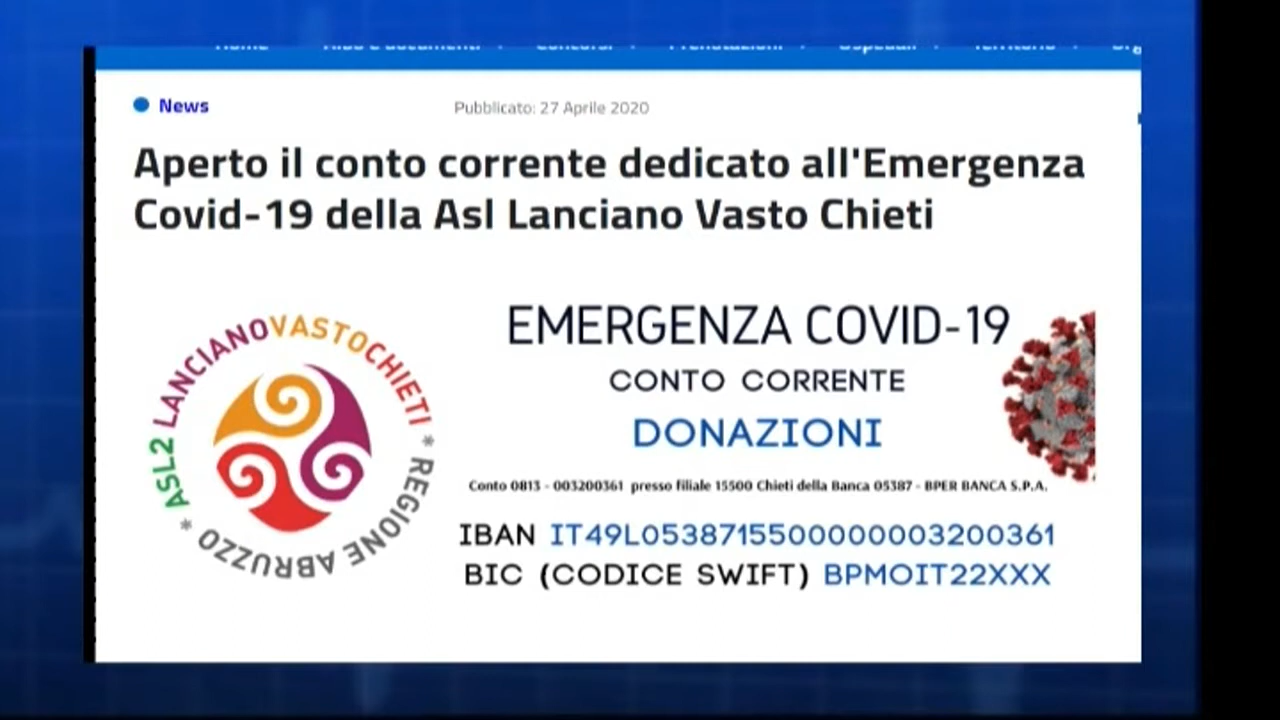 News
Pubblicato: 27 Aprile 2020
Aperto il conto corrente dedicato all'Emergenza
Covid-19 della Asl Lanciano Vasto Chieti
ASL2 LANCIANOVASTOCHIETI * REGIONE ABRUZZO *
EMERGENZA COVID-19
CONTO CORRENTE
DONAZIONI
Conto 0813 - 003200361 presso filiale 15500 Chieti della Banca 05387 - BPER BANCA S.P.A.
IBAN IT49L0538715500000003200361
BIC (CODICE SWIFT) BPMOIT22XXX